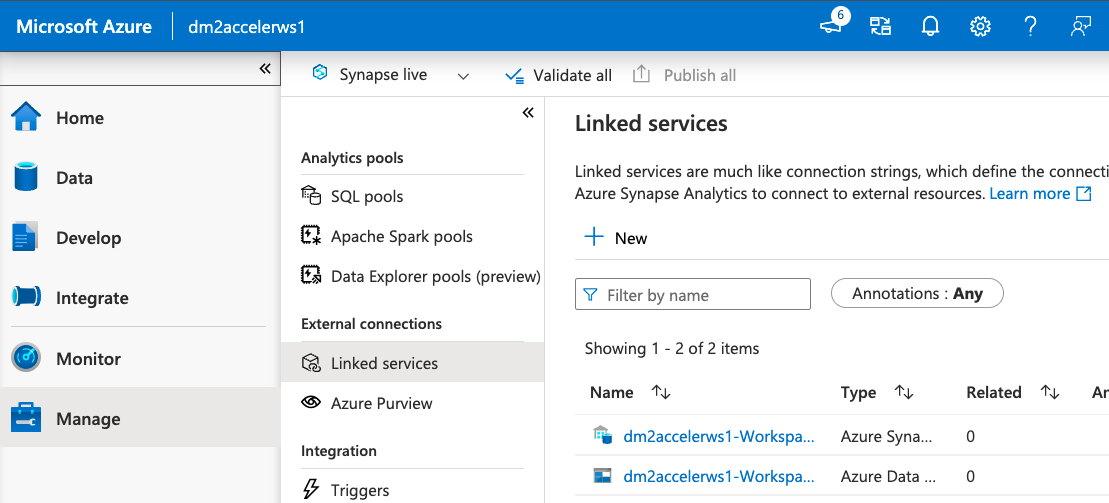 Microsoft Azure
dm2accelerws1
6
?
«
Synapse live
Validate all
Publish all
Home
Data
Develop
Integrate
Monitor
Manage
«
Analytics pools
SQL pools
Apache Spark pools
Data Explorer pools (preview)
External connections
Linked services
Azure Purview
Integration
Triggers
Linked services
Linked services are much like connection strings, which define the connecti
Azure Synapse Analytics to connect to external resources. Learn more
New
Filter by name
Annotations : Any
Showing 1 - 2 of 2 items
Name Type Related An
dm2accelerws1-Workspa... Azure Syna... 0
dm2accelerws1-Workspa... Azure Data ... 0